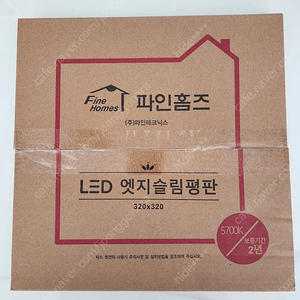 Fine
Homes
파인홈즈
(주)파인테크닉스
LED 엣지슬림평판
320x320
5700K
보증기간
2년